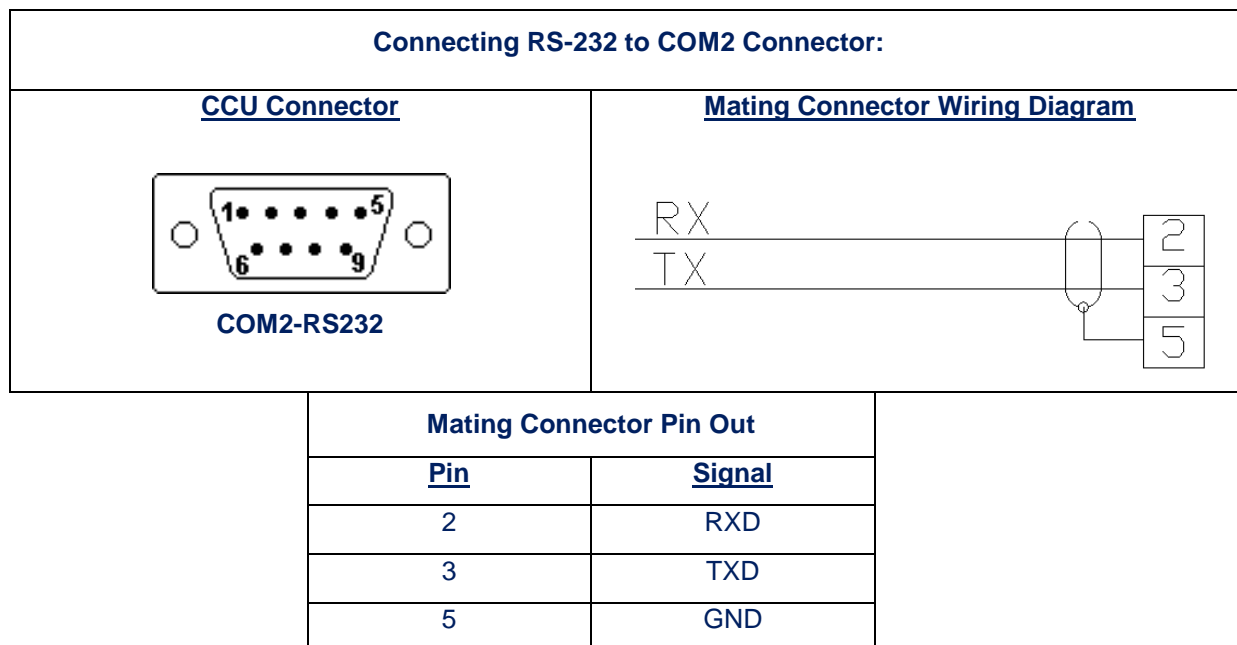 Connecting RS-232 to COM2 Connector:
CCU Connector
1 5
6 9
COM2-RS232
Mating Connector Wiring Diagram
RX 2
TX 3
5
Mating Connector Pin Out
Pin Signal
2 RXD
3 TXD
5 GND